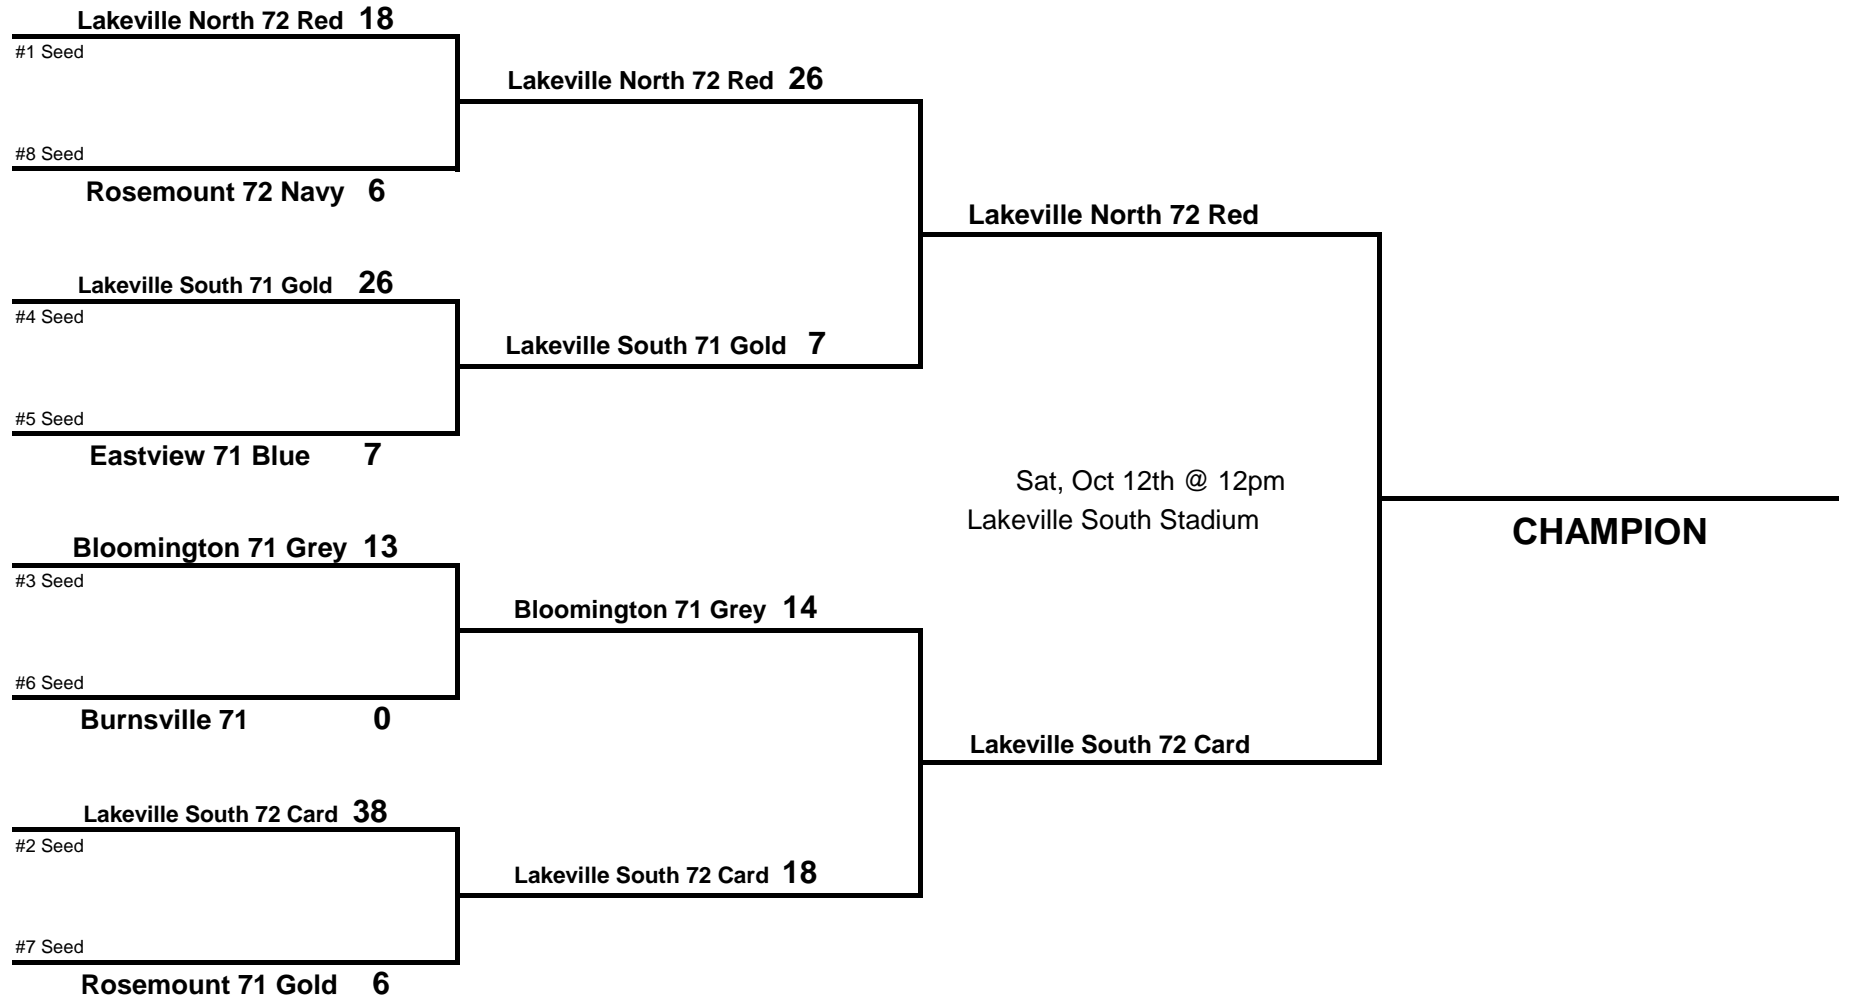 Lakeville North 72 Red 18
#1 Seed
#8 Seed
Rosemount 72 Navy 6
Lakeville South 71 Gold 26
#4 Seed
#5 Seed
Eastview 71 Blue 7
Bloomington 71 Grey 13
#3 Seed
#6 Seed
Burnsville 71 0
Lakeville South 72 Card 38
#2 Seed
#7 Seed
Rosemount 71 Gold 6
Lakeville North 72 Red 26
Lakeville South 71 Gold 7
Bloomington 71 Grey 14
Lakeville South 72 Card 18
Lakeville North 72 Red
Sat, Oct 12th @ 12pm
Lakeville South Stadium
Lakeville South 72 Card
CHAMPION